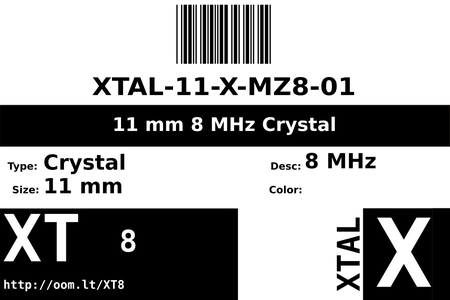 XTAL-11-X-MZ8-01
11 mm 8 MHz Crystal
Type: Crystal
Desc: 8 MHz
Size: 11 mm
Color:
XT 8
http://oom.lt/XT8
XTAL
X